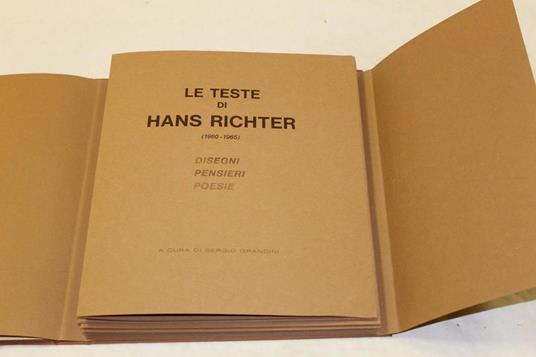 LE TESTE
DI
HANS RICHTER
(1960-1965)
DISEGNI
PENSIERI
POESIE
A CURA DI SERGIO GRANDINI